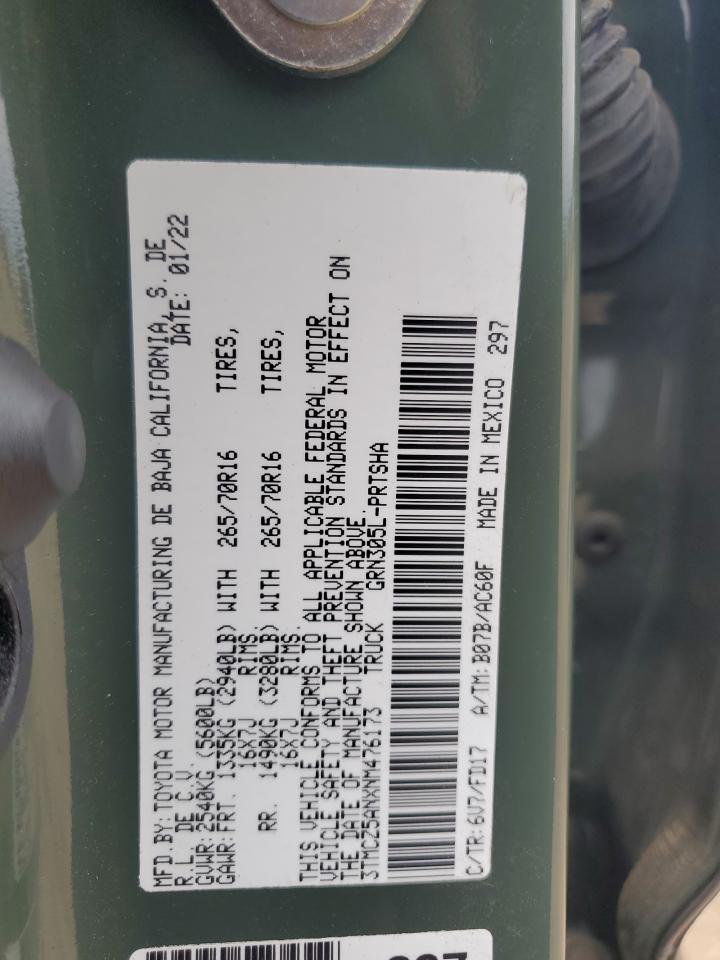 MFD.BY:TOYOTA MOTOR MANUFACTURING DE BAJA CALIFORNIA, S. DE
R.L. DE C.V. DATE: 01/22
GVWR:2540KG (5600LB)
GAWR:FRT. 1335KG (2940LB) WITH 265/70R16 TIRES,
16X7J RIMS.
RR. 1490KG (3280LB) WITH 265/70R16 TIRES,
16X7J RIMS.
THIS VEHICLE CONFORMS TO ALL APPLICABLE FEDERAL MOTOR
VEHICLE SAFETY AND THEFT PREVENTION STANDARDS IN EFFECT ON
THE DATE OF MANUFACTURE SHOWN ABOVE.
3TMCZ5ANXNM476173 TRUCK GRN305L-PRTSHA
C/TR:6V7/FD17 A/TM:B07B/AC60F MADE IN MEXICO 297